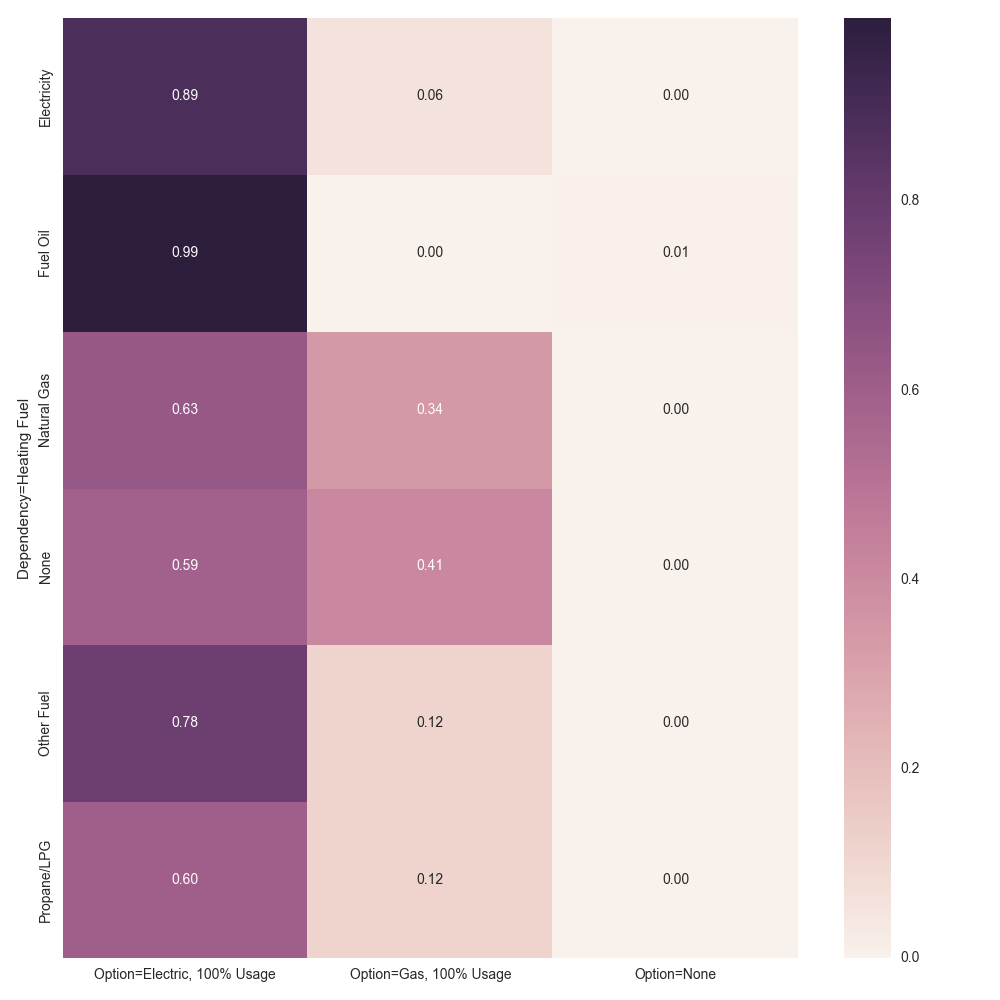 Dependency=Heating Fuel
Electricity
0.89 0.06 0.00
Fuel Oil
0.99 0.00 0.01
Natural Gas
0.63 0.34 0.00
None
0.59 0.41 0.00
Other Fuel
0.78 0.12 0.00
Propane/LPG
0.60 0.12 0.00
Option=Electric, 100% Usage
Option=Gas, 100% Usage
Option=None
0.8
0.6
0.4
0.2
0.0